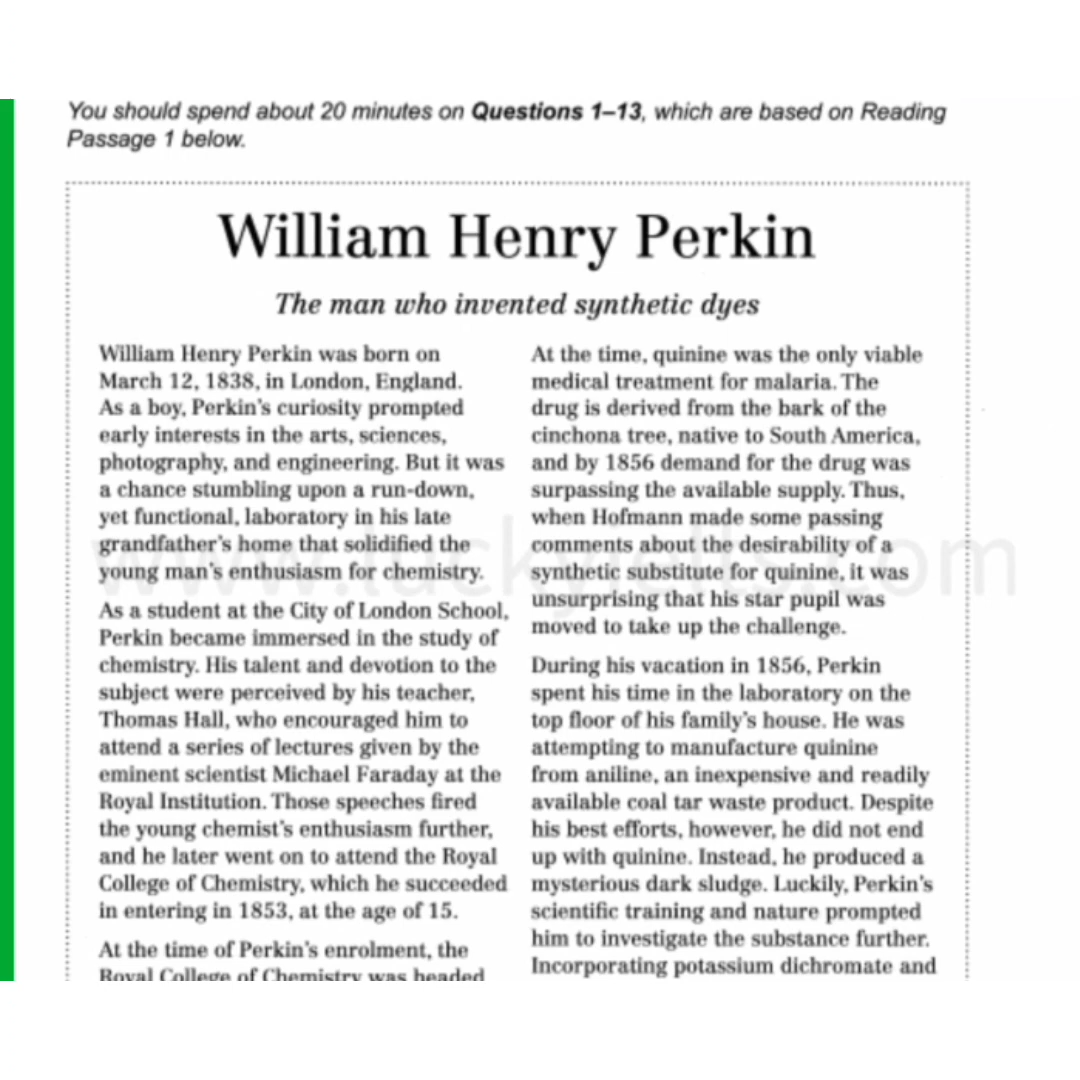 You should spend about 20 minutes on Questions 1–13, which are based on Reading
Passage 1 below.
William Henry Perkin
The man who invented synthetic dyes
William Henry Perkin was born on
March 12, 1838, in London, England.
As a boy, Perkin's curiosity prompted
early interests in the arts, sciences,
photography, and engineering. But it was
a chance stumbling upon a run-down,
yet functional, laboratory in his late
grandfather's home that solidified the
young man's enthusiasm for chemistry.
As a student at the City of London School,
Perkin became immersed in the study of
chemistry. His talent and devotion to the
subject were perceived by his teacher,
Thomas Hall, who encouraged him to
attend a series of lectures given by the
eminent scientist Michael Faraday at the
Royal Institution. Those speeches fired
the young chemist's enthusiasm further,
and he later went on to attend the Royal
College of Chemistry, which he succeeded
in entering in 1853, at the age of 15.
At the time of Perkin's enrolment, the
Royal College of Chemistry was headed
At the time, quinine was the only viable
medical treatment for malaria. The
drug is derived from the bark of the
cinchona tree, native to South America,
and by 1856 demand for the drug was
surpassing the available supply. Thus,
when Hofmann made some passing
comments about the desirability of a
synthetic substitute for quinine, it was
unsurprising that his star pupil was
moved to take up the challenge.
During his vacation in 1856, Perkin
spent his time in the laboratory on the
top floor of his family's house. He was
attempting to manufacture quinine
from aniline, an inexpensive and readily
available coal tar waste product. Despite
his best efforts, however, he did not end
up with quinine. Instead, he produced a
mysterious dark sludge. Luckily, Perkin's
scientific training and nature prompted
him to investigate the substance further.
Incorporating potassium dichromate and